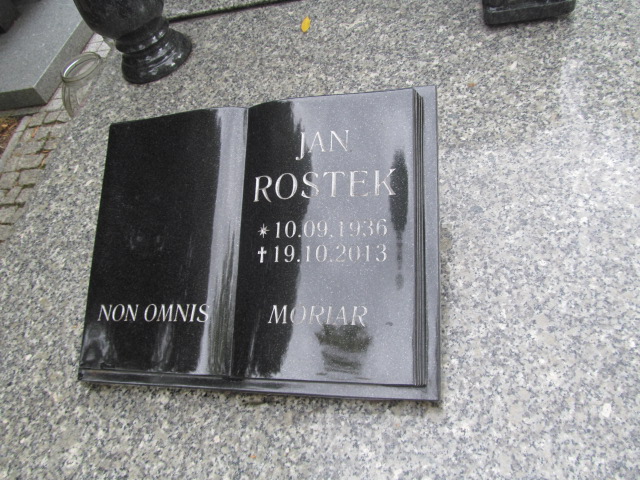 JAN
ROSTEK
* 10.09.1936
† 19.10.2013
NON OMNIS MORIAR